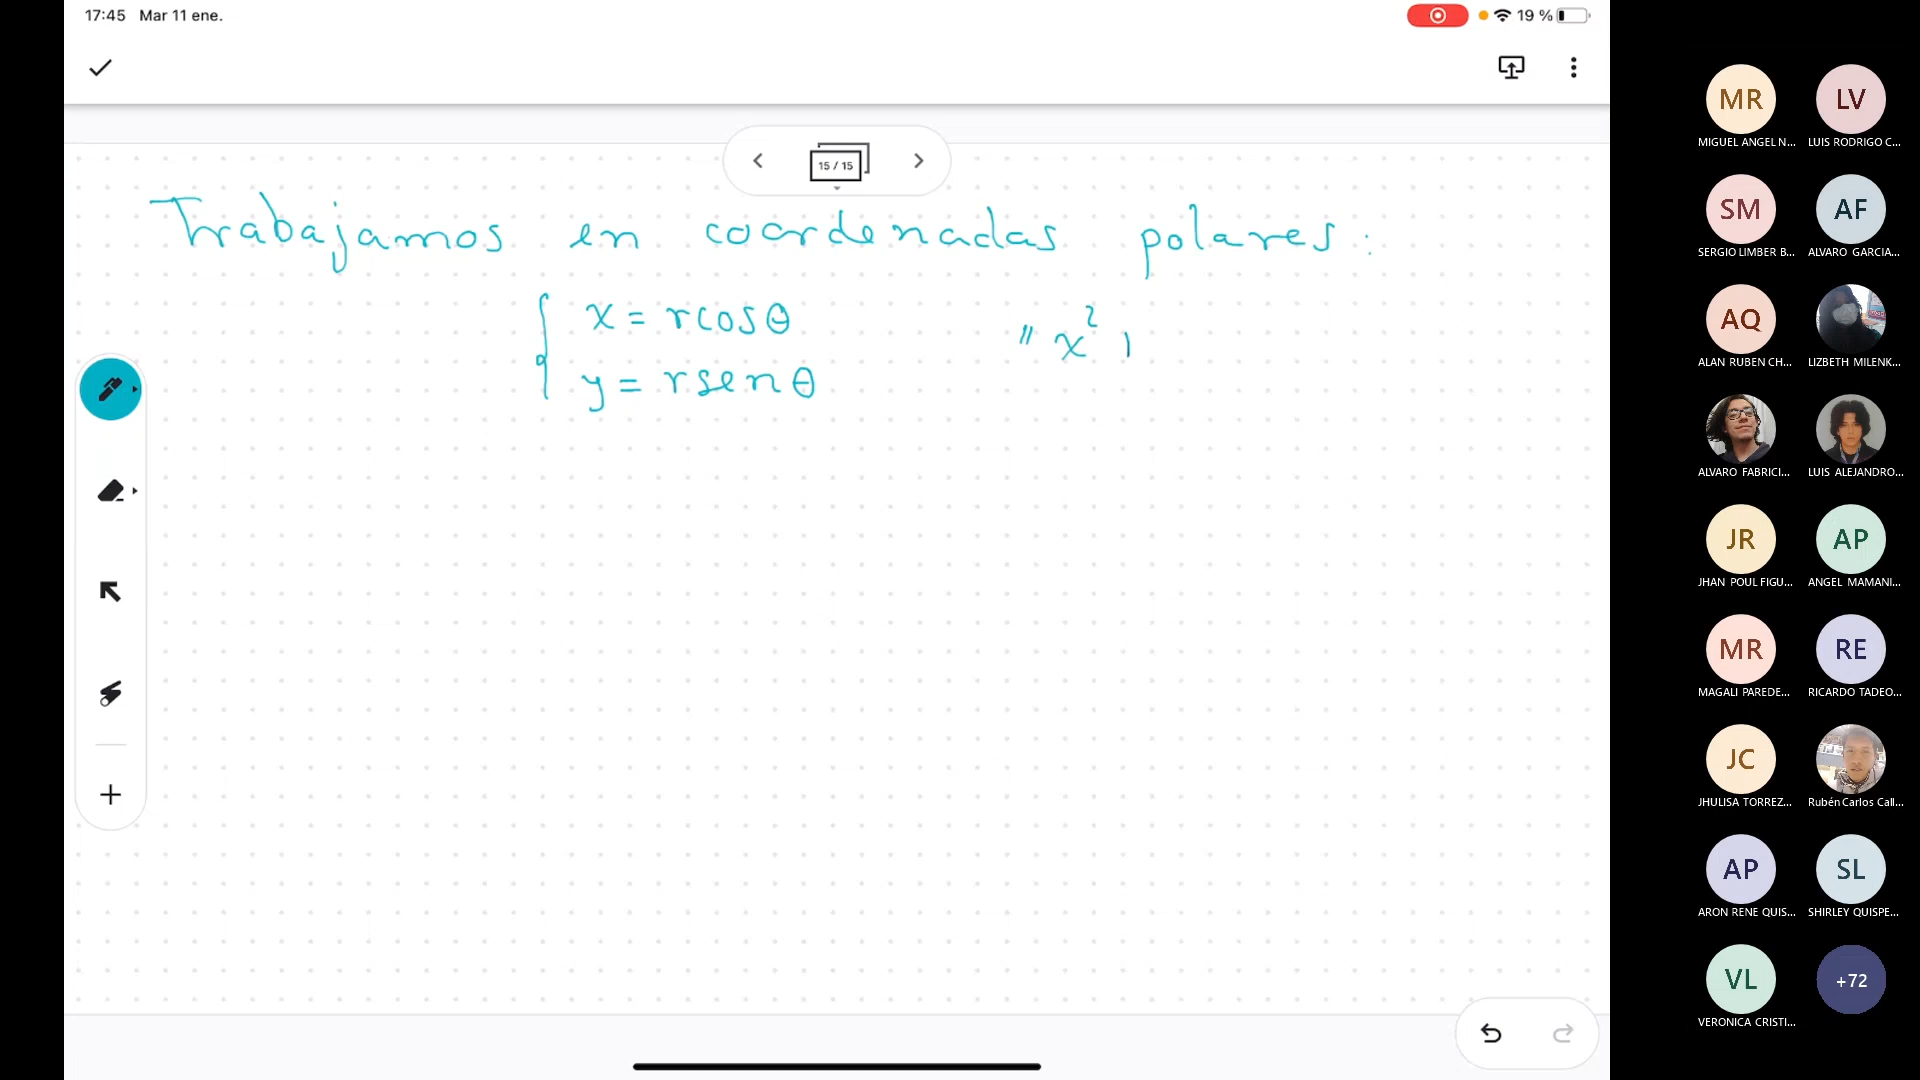 17:45 Mar 11 ene.
19 %
15 / 15
Trabajamos en coordenadas polares:
x = r cos θ
y = r sen θ
" x²
MR
MIGUEL ANGEL N...
LV
LUIS RODRIGO C...
SM
SERGIO LIMBER B...
AF
ALVARO GARCIA...
AQ
ALAN RUBEN CH...
LIZBETH MILENK...
ALVARO FABRICI...
LUIS ALEJANDRO...
JR
JHAN POUL FIGU...
AP
ANGEL MAMANI...
MR
MAGALI PAREDE...
RE
RICARDO TADEO...
JC
JHULISA TORREZ...
Rubén Carlos Call...
AP
ARON RENE QUIS...
SL
SHIRLEY QUISPE...
VL
VERONICA CRISTI...
+72